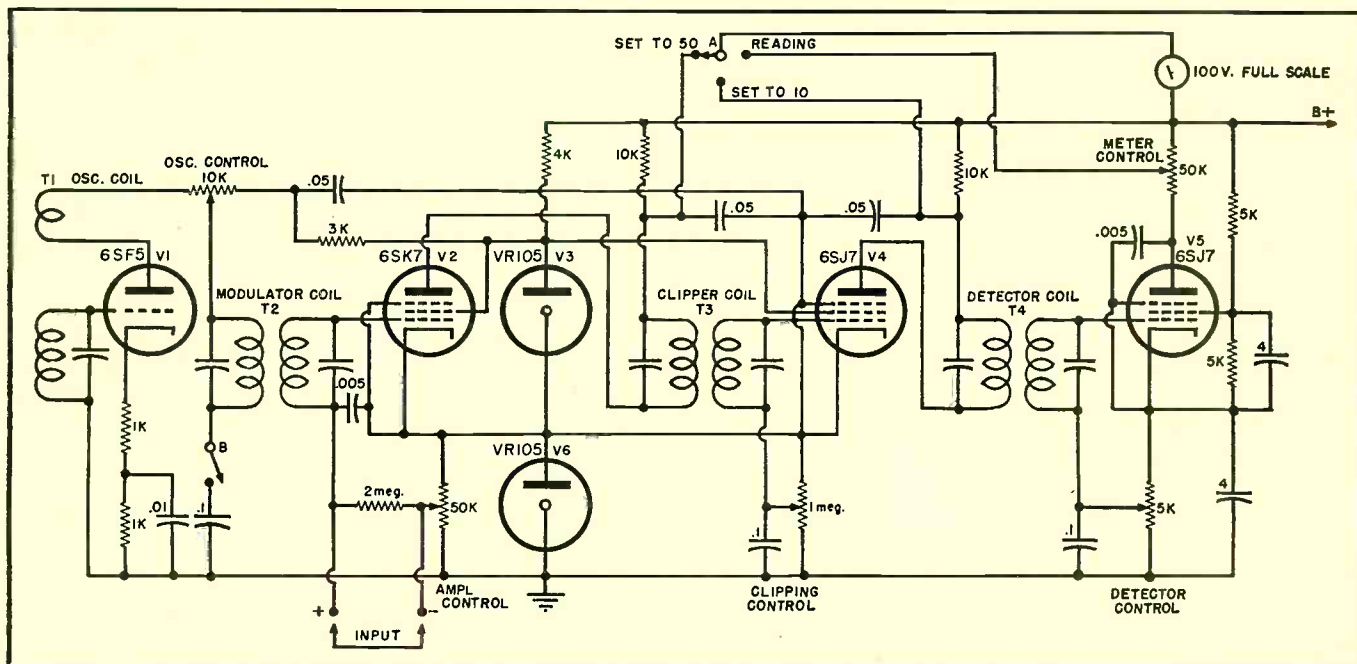 SET TO 50 A READING
100V. FULL SCALE
SET TO 10
B+
T1 OSC. COIL
OSC. CONTROL
10K
.05
4K
10K
10K
METER
CONTROL
50K
5K
3K
.05
.05
.005
6SF5 V1
6SK7 V2
VR105 V3
6SJ7 V4
V5
6SJ7
MODULATOR COIL
T2
CLIPPER COIL
T3
DETECTOR COIL
T4
5K
4
.005
1K
B
VR105 V6
2meg.
50K
1meg.
5K
4
1K
.01
.1
.1
.1
AMPL
CONTROL
CLIPPING
CONTROL
DETECTOR
CONTROL
+ -
INPUT